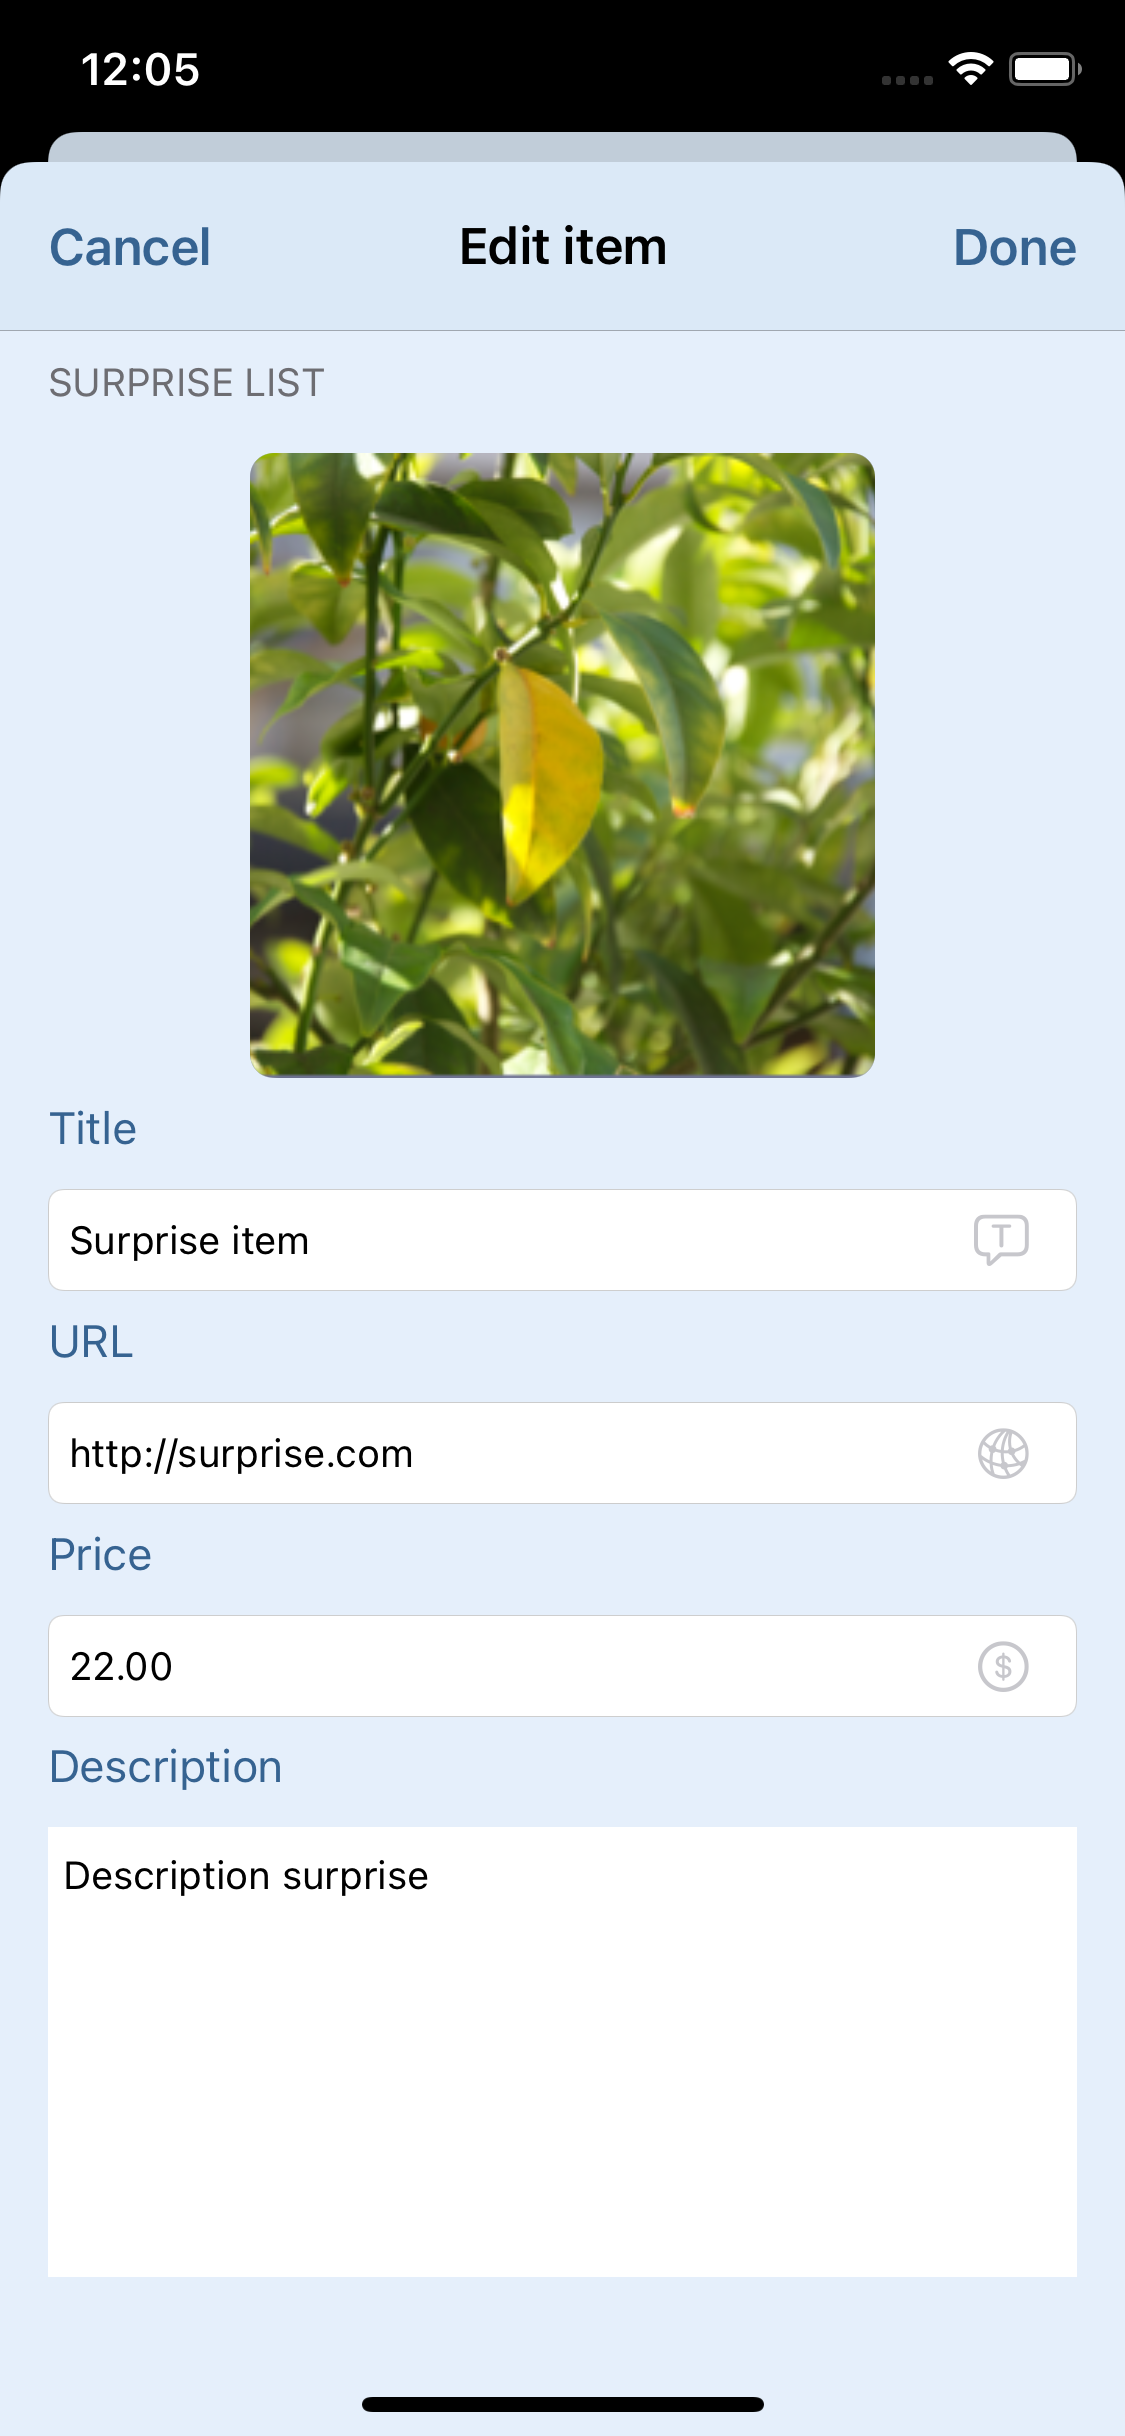 12:05
Cancel Edit item Done
SURPRISE LIST
Title
Surprise item T
URL
http://surprise.com
Price
22.00 $
Description
Description surprise